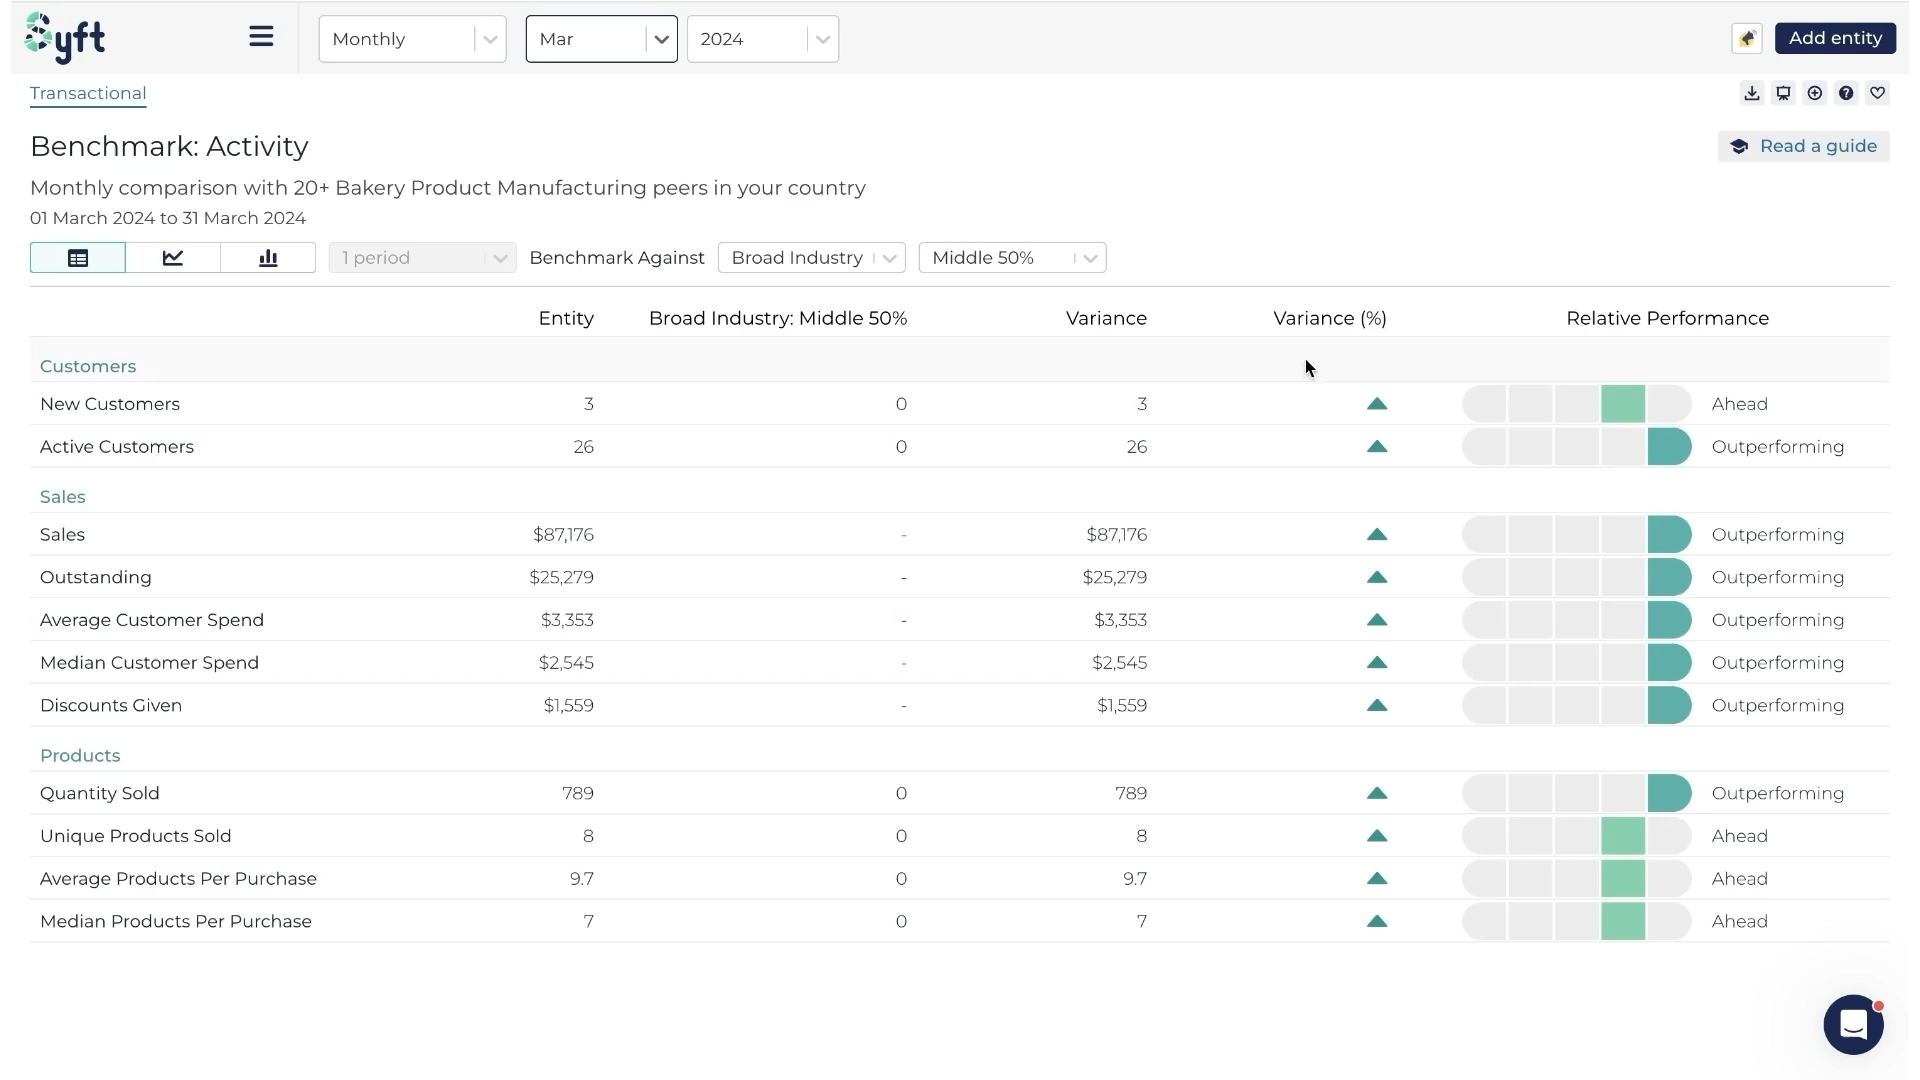 Syft Monthly Mar 2024 Add entity
Transactional
Benchmark: Activity
Read a guide
Monthly comparison with 20+ Bakery Product Manufacturing peers in your country
01 March 2024 to 31 March 2024
1 period Benchmark Against Broad Industry Middle 50%
Entity Broad Industry: Middle 50% Variance Variance (%) Relative Performance
Customers
New Customers 3 0 3 Ahead
Active Customers 26 0 26 Outperforming
Sales
Sales $87,176 - $87,176 Outperforming
Outstanding $25,279 - $25,279 Outperforming
Average Customer Spend $3,353 - $3,353 Outperforming
Median Customer Spend $2,545 - $2,545 Outperforming
Discounts Given $1,559 - $1,559 Outperforming
Products
Quantity Sold 789 0 789 Outperforming
Unique Products Sold 8 0 8 Ahead
Average Products Per Purchase 9.7 0 9.7 Ahead
Median Products Per Purchase 7 0 7 Ahead